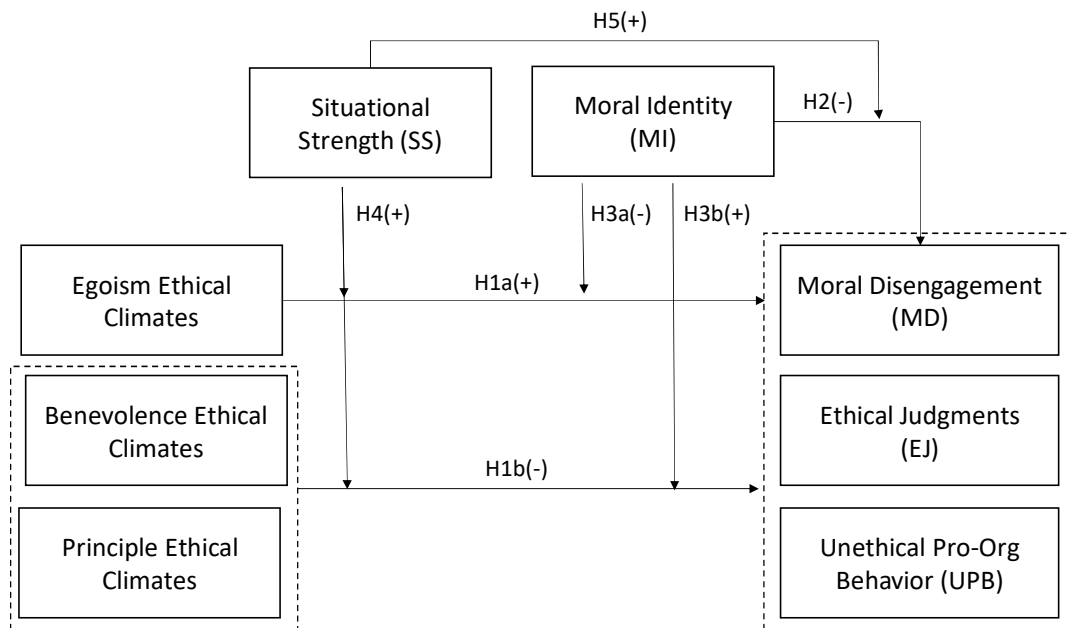 H5(+)
Situational
Strength (SS)
Moral Identity
(MI)
H2(-)
H4(+)
H3a(-)
H3b(+)
Egoism Ethical
Climates
H1a(+)
Moral Disengagement
(MD)
Benevolence Ethical
Climates
Ethical Judgments
(EJ)
H1b(-)
Principle Ethical
Climates
Unethical Pro-Org
Behavior (UPB)